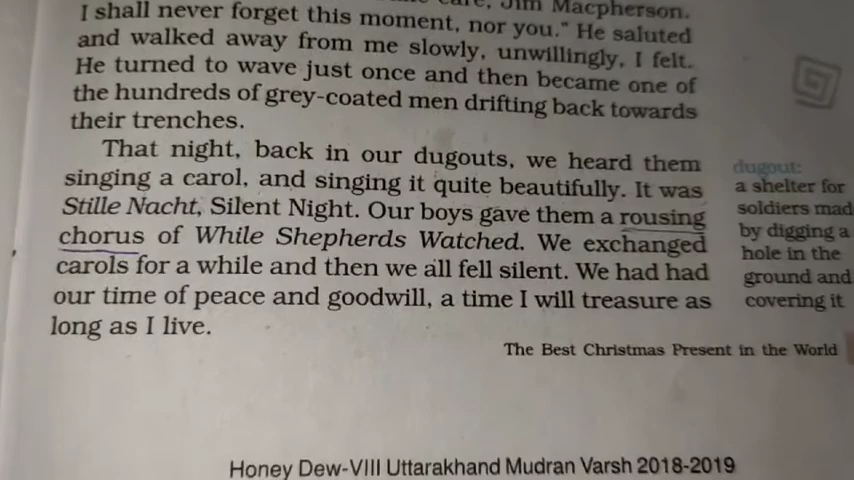 Jim Macpherson.
I shall never forget this moment, nor you." He saluted
and walked away from me slowly, unwillingly, I felt.
He turned to wave just once and then became one of
the hundreds of grey-coated men drifting back towards
their trenches.
That night, back in our dugouts, we heard them
singing a carol, and singing it quite beautifully. It was
Stille Nacht, Silent Night. Our boys gave them a rousing
chorus of While Shepherds Watched. We exchanged
carols for a while and then we all fell silent. We had had
our time of peace and goodwill, a time I will treasure as
long as I live.
dugout:
a shelter for
soldiers mad
by digging a
hole in the
ground and
covering it
The Best Christmas Present in the World
Honey Dew-VIII Uttarakhand Mudran Varsh 2018-2019